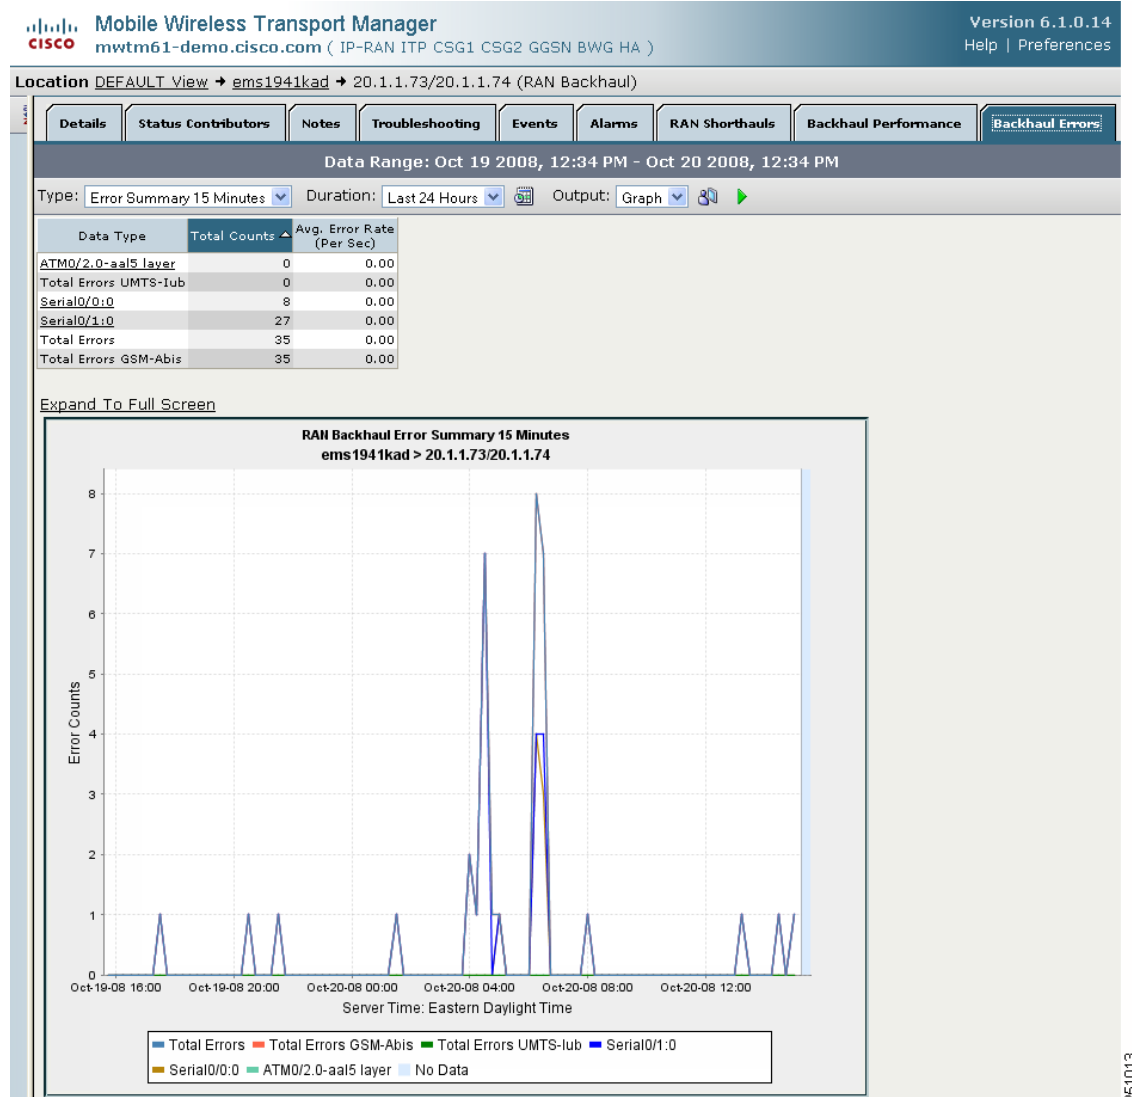 Mobile Wireless Transport Manager
Version 6.1.0.14
CISCO
mwtm61-demo.cisco.com ( IP-RAN ITP CSG1 CSG2 GGSN BWG HA )
Help | Preferences
Location DEFAULT View → ems1941kad → 20.1.1.73/20.1.1.74 (RAN Backhaul)
Details Status Contributors Notes Troubleshooting Events Alarms RAN Shorthauls Backhaul Performance Backhaul Errors
Data Range: Oct 19 2008, 12:34 PM - Oct 20 2008, 12:34 PM
Type: Error Summary 15 Minutes Duration: Last 24 Hours Output: Graph
Data Type Total Counts Avg. Error Rate (Per Sec)
ATM0/2.0-aal5 layer 0 0.00
Total Errors UMTS-Iub 0 0.00
Serial0/0:0 8 0.00
Serial0/1:0 27 0.00
Total Errors 35 0.00
Total Errors GSM-Abis 35 0.00
Expand To Full Screen
RAN Backhaul Error Summary 15 Minutes
ems1941kad > 20.1.1.73/20.1.1.74
8
7
6
5
4
3
2
1
0
Error Counts
Oct-19-08 16:00 Oct-19-08 20:00 Oct-20-08 00:00 Oct-20-08 04:00 Oct-20-08 08:00 Oct-20-08 12:00
Server Time: Eastern Daylight Time
Total Errors Total Errors GSM-Abis Total Errors UMTS-Iub Serial0/1:0
Serial0/0:0 ATM0/2.0-aal5 layer No Data